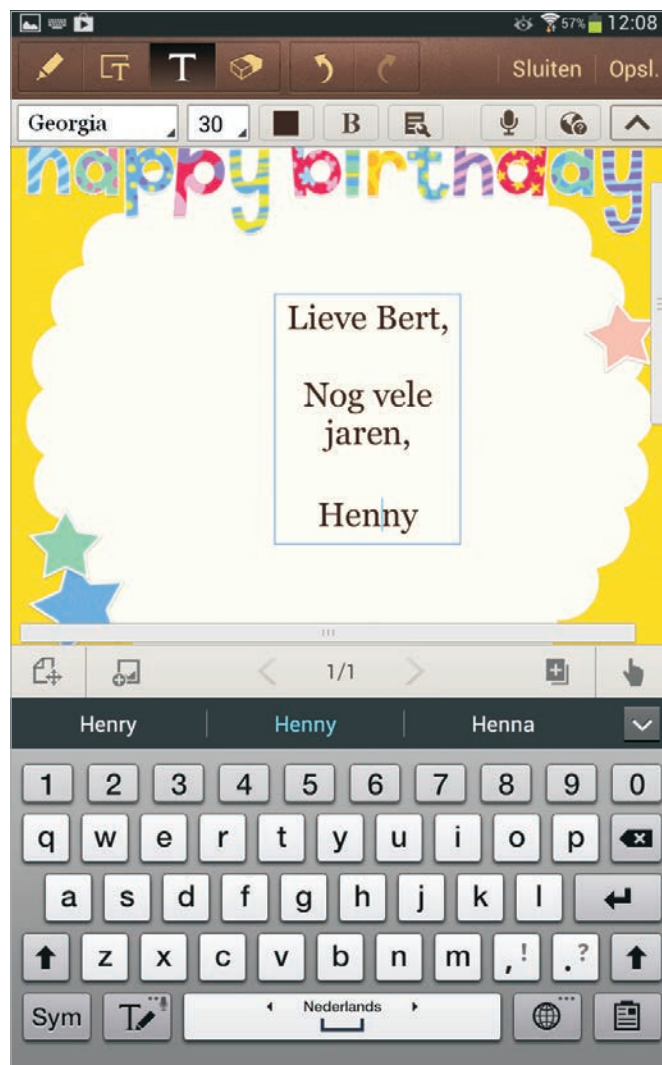 57% 12:08
T T Sluiten Opsl.
Georgia 30 B
happy birthday
Lieve Bert,
Nog vele
jaren,
Henny
1/1
Henry Henny Henna
1 2 3 4 5 6 7 8 9 0
q w e r t y u i o p
a s d f g h j k l
z x c v b n m , ! . ?
Sym T Nederlands